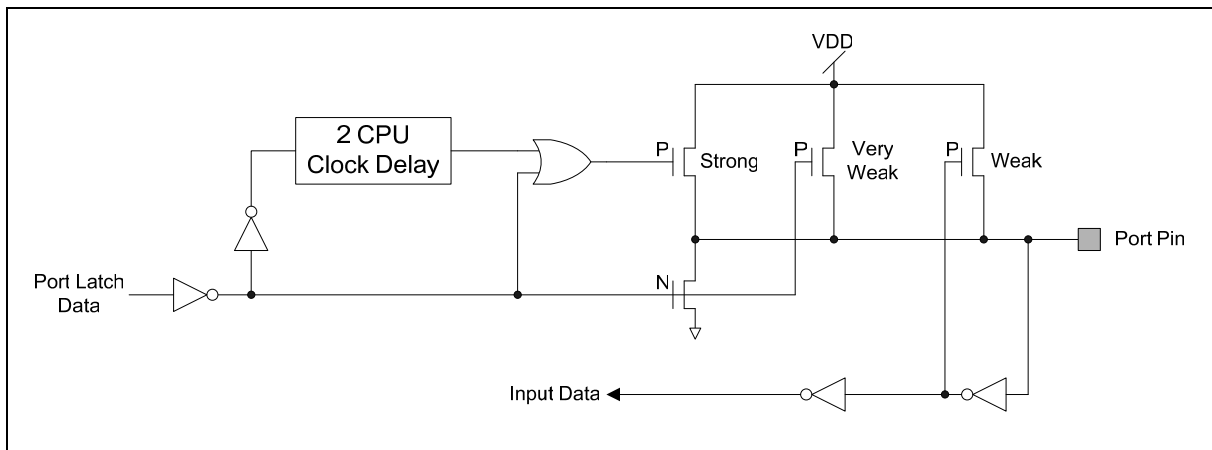 VDD
2 CPU
Clock Delay
P
Strong
P
Very
Weak
P
Weak
Port Pin
Port Latch
Data
N
Input Data